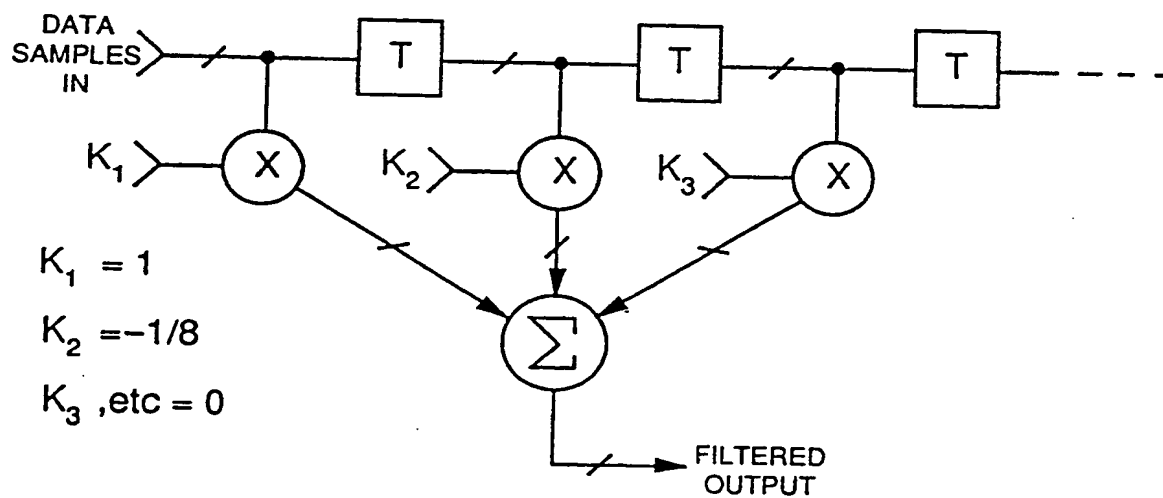 DATA
SAMPLES
IN
T
T
T
K₁
X
K₂
X
K₃
X
K₁ = 1
K₂ =–1/8
K₃ ,etc = 0
Σ
FILTERED
OUTPUT